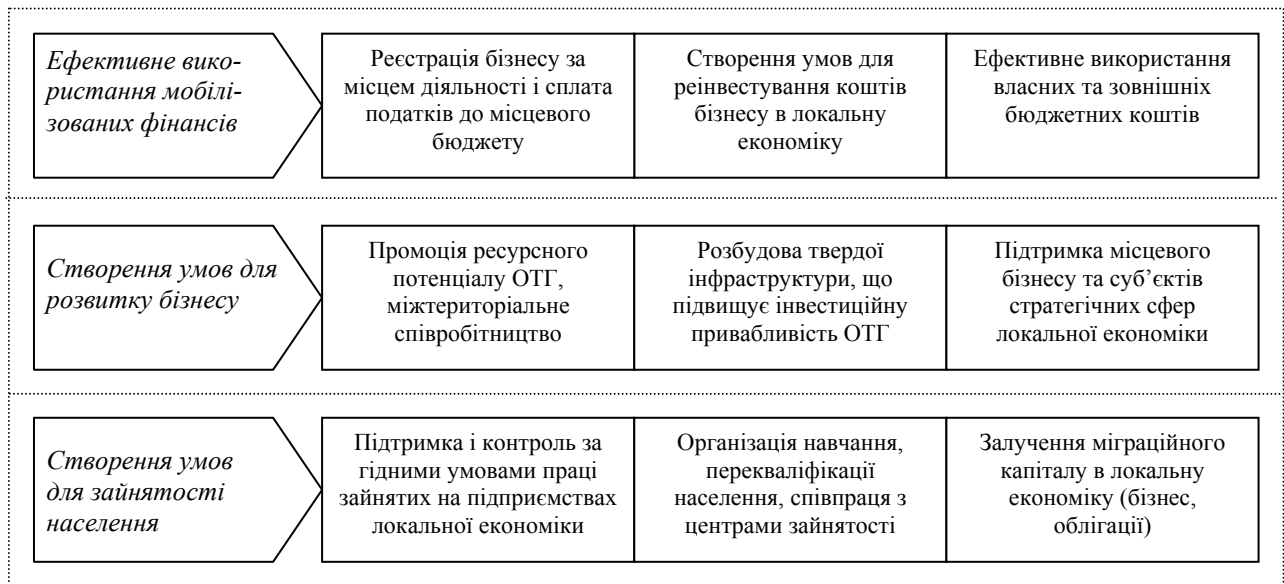 Ефективне вико-
ристання мобілі-
зованих фінансів
Реєстрація бізнесу за
місцем діяльності і сплата
податків до місцевого
бюджету
Створення умов для
реінвестування коштів
бізнесу в локальну
економіку
Ефективне використання
власних та зовнішніх
бюджетних коштів
Створення умов для
розвитку бізнесу
Промоція ресурсного
потенціалу ОТГ,
міжтериторіальне
співробітництво
Розбудова твердої
інфраструктури, що
підвищує інвестиційну
привабливість ОТГ
Підтримка місцевого
бізнесу та суб’єктів
стратегічних сфер
локальної економіки
Створення умов
для зайнятості
населення
Підтримка і контроль за
гідними умовами праці
зайнятих на підприємствах
локальної економіки
Організація навчання,
перекваліфікації
населення, співпраця з
центрами зайнятості
Залучення міграційного
капіталу в локальну
економіку (бізнес,
облігації)